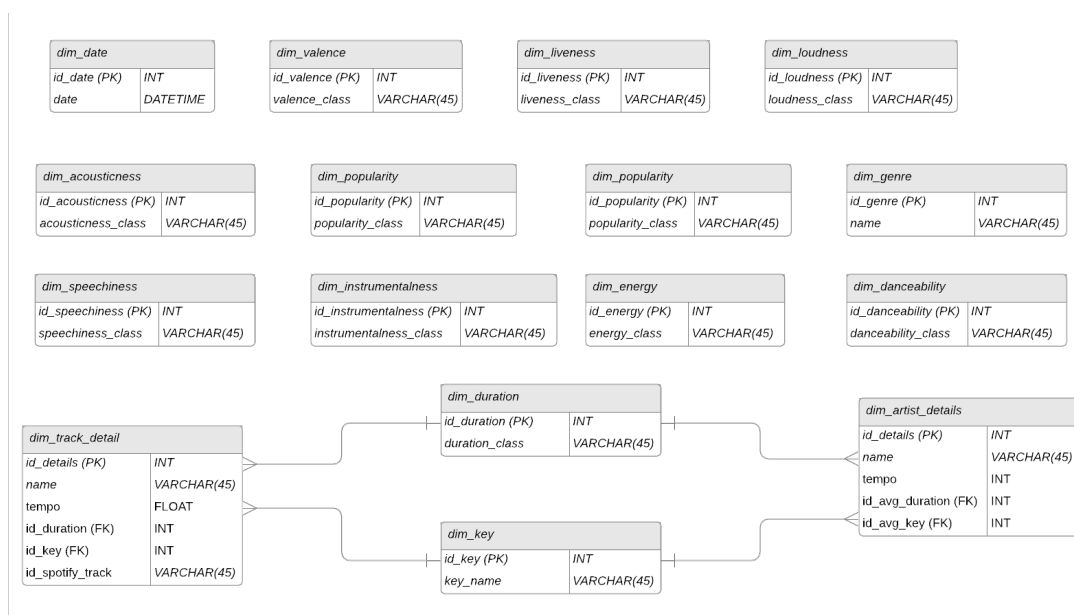 dim_date
id_date (PK) INT
date DATETIME
dim_valence
id_valence (PK) INT
valence_class VARCHAR(45)
dim_liveness
id_liveness (PK) INT
liveness_class VARCHAR(45)
dim_loudness
id_loudness (PK) INT
loudness_class VARCHAR(45)
dim_acousticness
id_acousticness (PK) INT
acousticness_class VARCHAR(45)
dim_popularity
id_popularity (PK) INT
popularity_class VARCHAR(45)
dim_popularity
id_popularity (PK) INT
popularity_class VARCHAR(45)
dim_genre
id_genre (PK) INT
name VARCHAR(45)
dim_speechiness
id_speechiness (PK) INT
speechiness_class VARCHAR(45)
dim_instrumentalness
id_instrumentalness (PK) INT
instrumentalness_class VARCHAR(45)
dim_energy
id_energy (PK) INT
energy_class VARCHAR(45)
dim_danceability
id_danceability (PK) INT
danceability_class VARCHAR(45)
dim_track_detail
id_details (PK) INT
name VARCHAR(45)
tempo FLOAT
id_duration (FK) INT
id_key (FK) INT
id_spotify_track VARCHAR(45)
dim_duration
id_duration (PK) INT
duration_class VARCHAR(45)
dim_key
id_key (PK) INT
key_name VARCHAR(45)
dim_artist_details
id_details (PK) INT
name VARCHAR(45)
tempo INT
id_avg_duration (FK) INT
id_avg_key (FK) INT